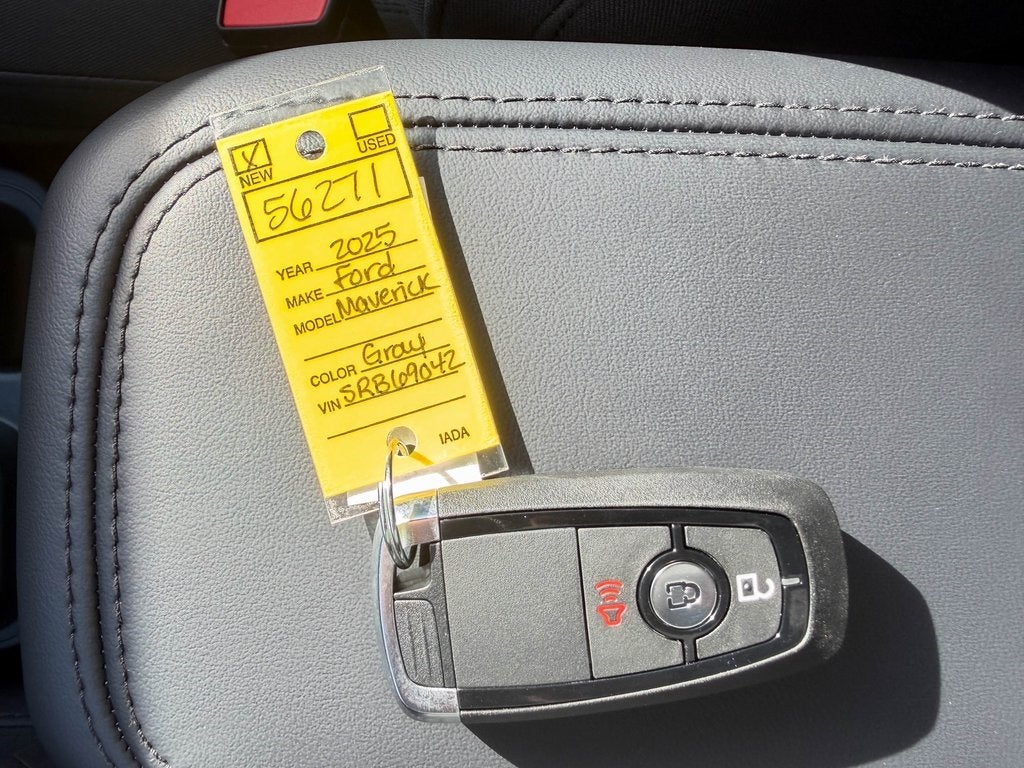 NEW USED
56271
YEAR 2025
MAKE Ford
MODEL Maverick
COLOR Gray
VIN SRB69042
IADA